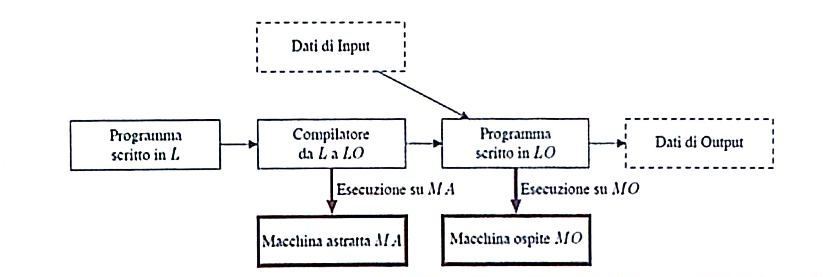 Dati di Input
Programma
scritto in L
Compilatore
da L a LO
Programma
scritto in LO
Dati di Output
Esecuzione su MA
Esecuzione su MO
Macchina astratta MA
Macchina ospite MO